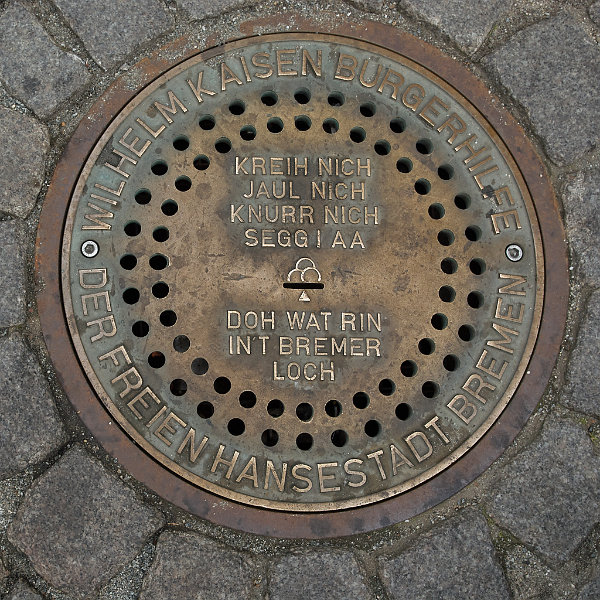 WILHELM KAISEN BÜRGERHILFE
KREIH NICH
JAUL NICH
KNURR NICH
SEGG I AA
DOH WAT RIN
IN'T BREMER
LOCH
DER FREIEN HANSESTADT BREMEN